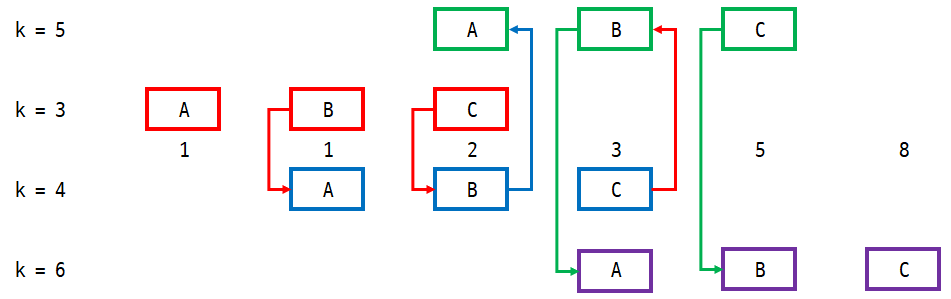 k = 5 A B C
k = 3 A B C
1 1 2 3 5 8
k = 4 A B C
k = 6 A B C